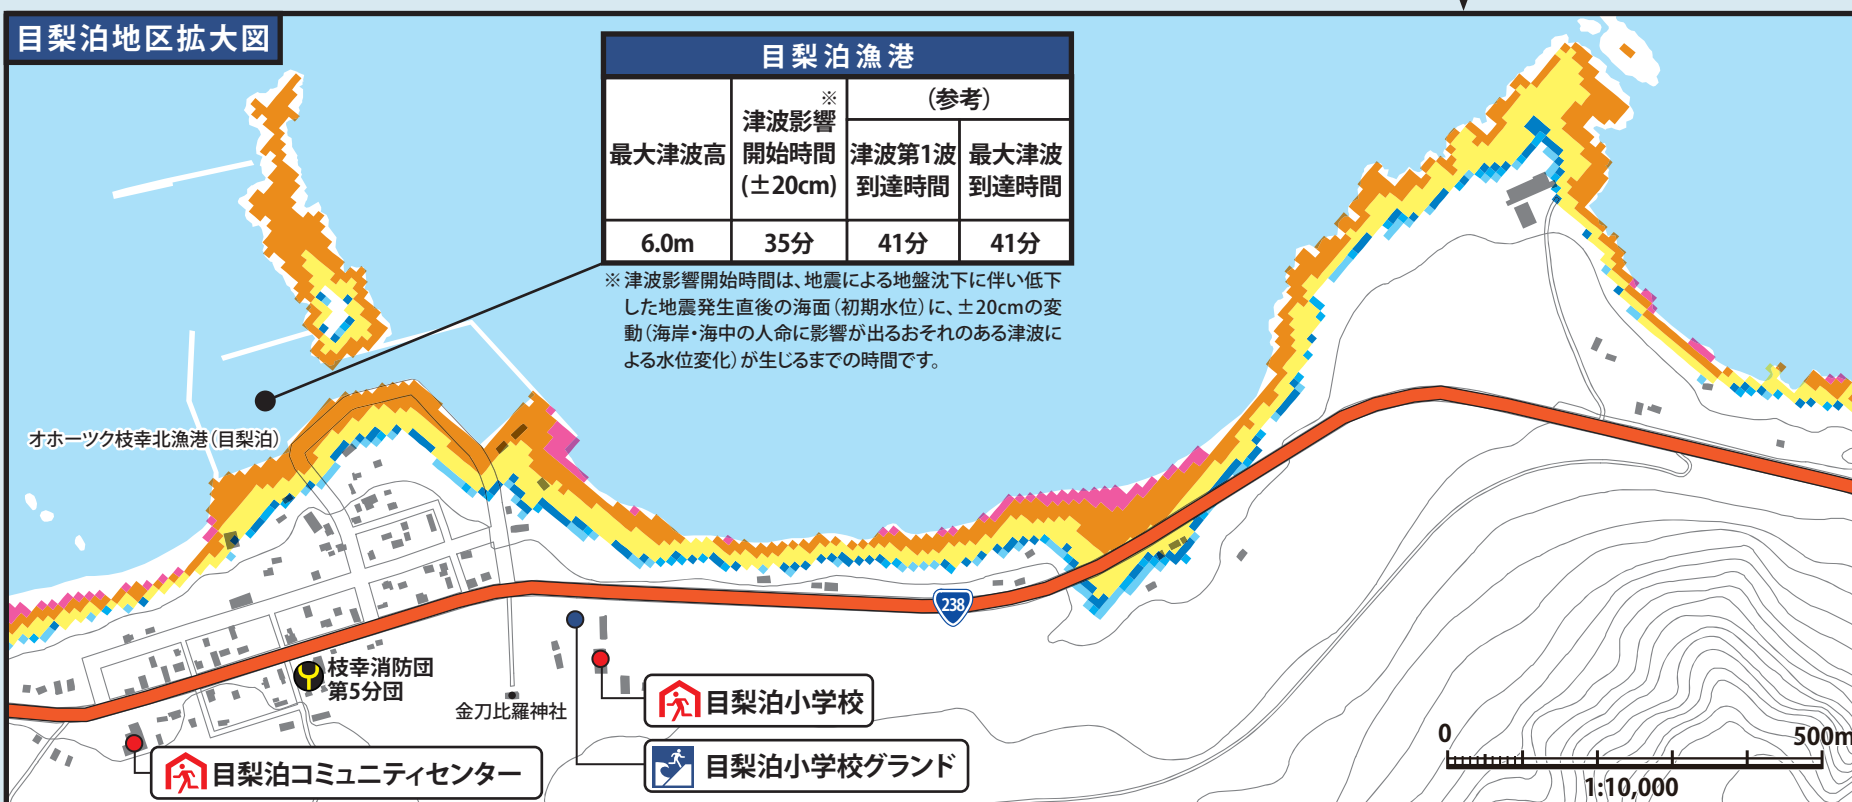 目梨泊地区拡大図
目梨泊漁港
最大津波高
※
津波影響
開始時間
(±20cm)
(参考)
津波第1波
到達時間
最大津波
到達時間
6.0m
35分
41分
41分
※津波影響開始時間は、地震による地盤沈下に伴い低下
した地震発生直後の海面(初期水位)に、±20cmの変
動(海岸・海中の人命に影響が出るおそれのある津波に
よる水位変化)が生じるまでの時間です。
オホーツク枝幸北漁港(目梨泊)
238
枝幸消防団
第5分団
金刀比羅神社
目梨泊小学校
目梨泊コミュニティセンター
目梨泊小学校グランド
0
500m
1:10,000